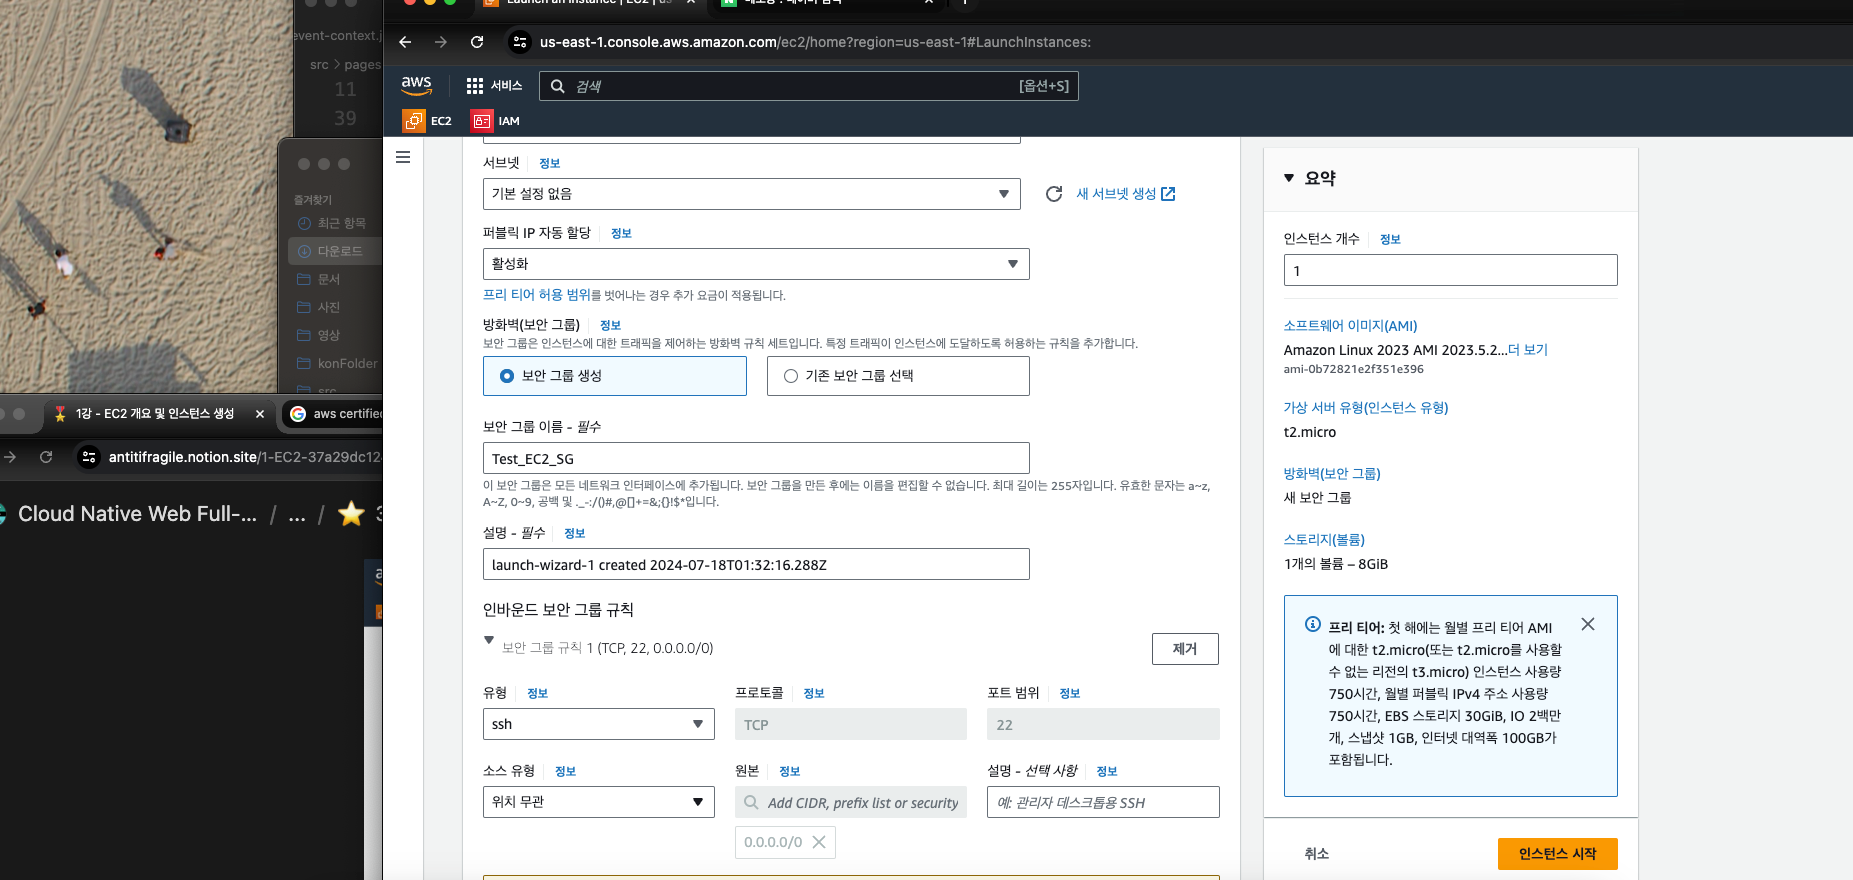 Launch an instance | EC2 | us
event-context.j
src > pages
11
39
us-east-1.console.aws.amazon.com/ec2/home?region=us-east-1#LaunchInstances:
aws
서비스
검색
[옵션+S]
EC2
IAM
즐겨찾기
최근 항목
다운로드
문서
사진
영상
konFolder
src
1강 - EC2 개요 및 인스턴스 생성
aws certified
antitifragile.notion.site/1-EC2-37a29dc12
Cloud Native Web Full-... / ... /
서브넷 정보
기본 설정 없음
새 서브넷 생성
퍼블릭 IP 자동 할당 정보
활성화
프리 티어 허용 범위를 벗어나는 경우 추가 요금이 적용됩니다.
방화벽(보안 그룹) 정보
보안 그룹은 인스턴스에 대한 트래픽을 제어하는 방화벽 규칙 세트입니다. 특정 트래픽이 인스턴스에 도달하도록 허용하는 규칙을 추가합니다.
보안 그룹 생성
기존 보안 그룹 선택
보안 그룹 이름 - 필수
Test_EC2_SG
이 보안 그룹은 모든 네트워크 인터페이스에 추가됩니다. 보안 그룹을 만든 후에는 이름을 편집할 수 없습니다. 최대 길이는 255자입니다. 유효한 문자는 a~z,
A~Z, 0~9, 공백 및 ._-:/()#,@[]+=&;{}!$*입니다.
설명 - 필수 정보
launch-wizard-1 created 2024-07-18T01:32:16.288Z
인바운드 보안 그룹 규칙
보안 그룹 규칙 1 (TCP, 22, 0.0.0.0/0)
제거
유형 정보
프로토콜 정보
포트 범위 정보
ssh
TCP
22
소스 유형 정보
원본 정보
설명 - 선택 사항 정보
위치 무관
Add CIDR, prefix list or security
예: 관리자 데스크톱용 SSH
0.0.0.0/0
요약
인스턴스 개수 정보
1
소프트웨어 이미지(AMI)
Amazon Linux 2023 AMI 2023.5.2...더 보기
ami-0b72821e2f351e396
가상 서버 유형(인스턴스 유형)
t2.micro
방화벽(보안 그룹)
새 보안 그룹
스토리지(볼륨)
1개의 볼륨 – 8GiB
프리 티어: 첫 해에는 월별 프리 티어 AMI
에 대한 t2.micro(또는 t2.micro를 사용할
수 없는 리전의 t3.micro) 인스턴스 사용량
750시간, 월별 퍼블릭 IPv4 주소 사용량
750시간, EBS 스토리지 30GiB, IO 2백만
개, 스냅샷 1GB, 인터넷 대역폭 100GB가
포함됩니다.
취소
인스턴스 시작